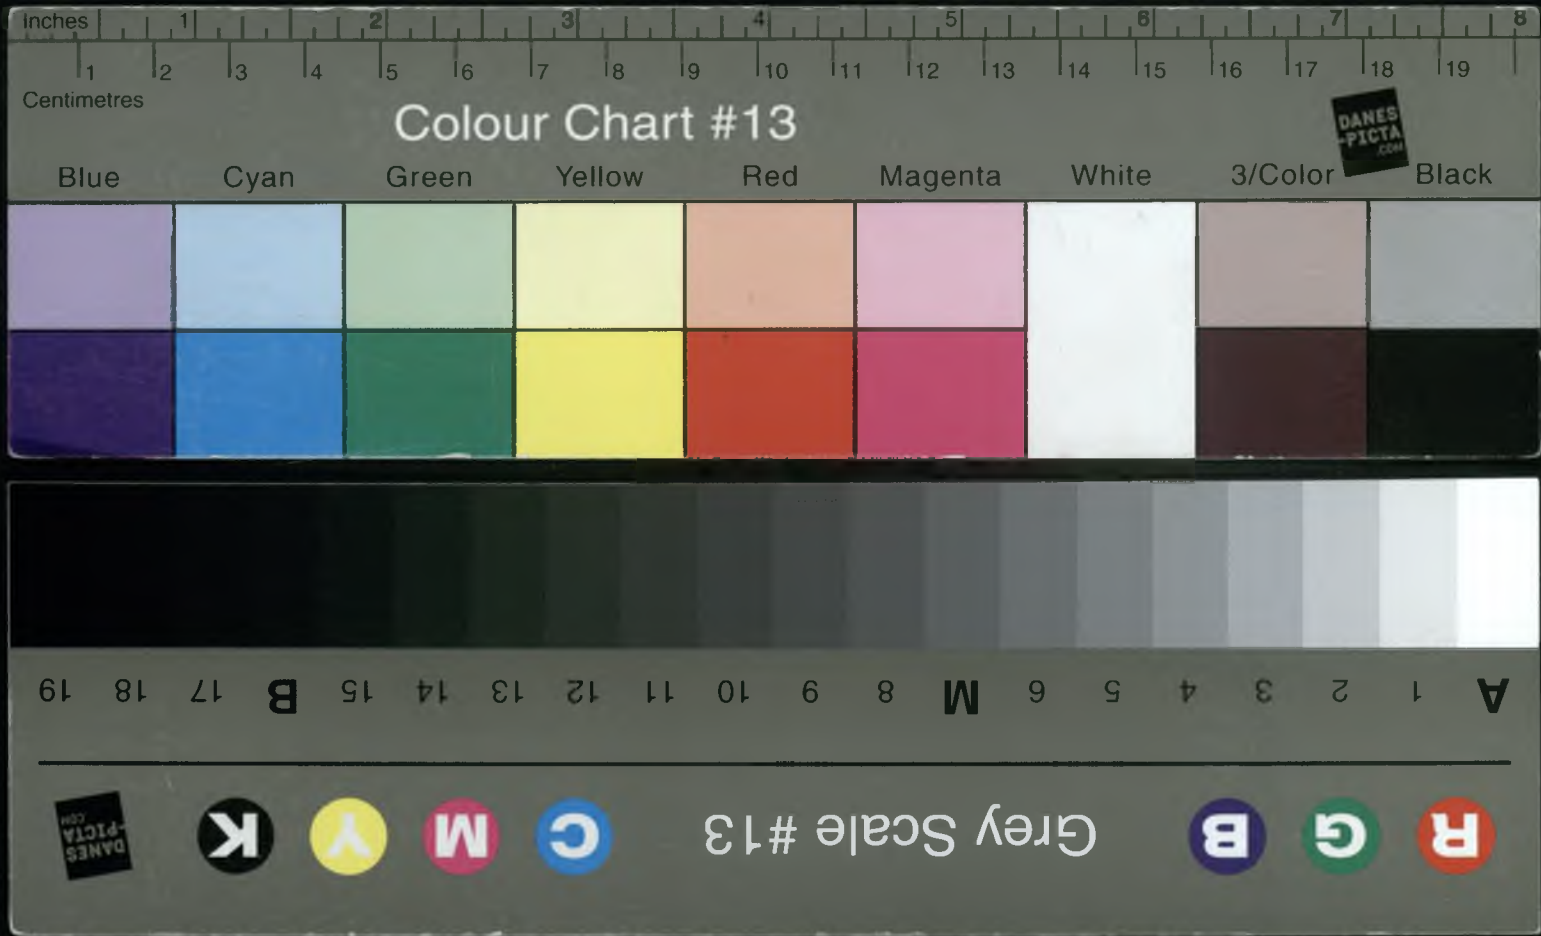 Inches 1 2 3 4 5 6 7 8
1 2 3 4 5 6 7 8 9 10 11 12 13 14 15 16 17 18 19
Centimetres
Colour Chart #13
DANES
-PICTA
.COM
Blue Cyan Green Yellow Red Magenta White 3/Color Black
R G B Grey Scale #13 C M Y K
DANES
-PICTA
.COM
A 1 2 3 4 5 6 M 8 9 10 11 12 13 14 15 B 17 18 19